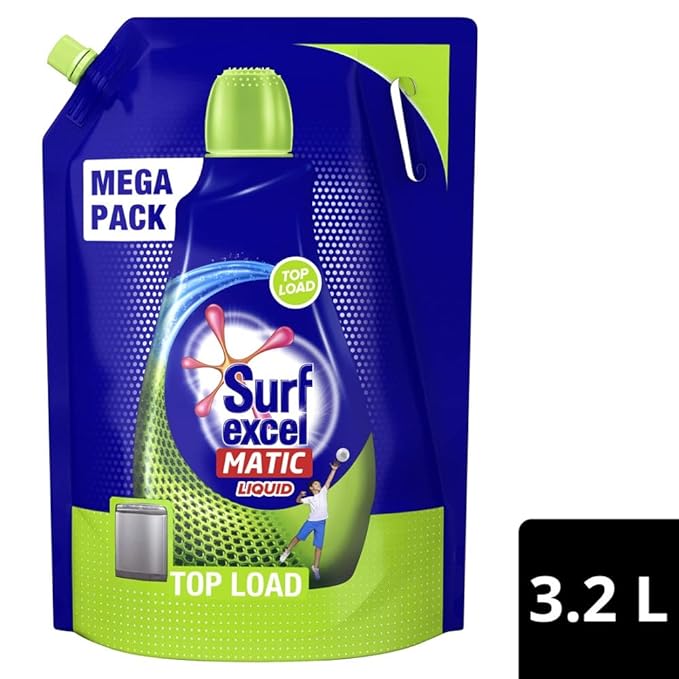 MEGA
PACK
TOP
LOAD
Surf
excel
MATIC
LIQUID
TOP LOAD
3.2 L